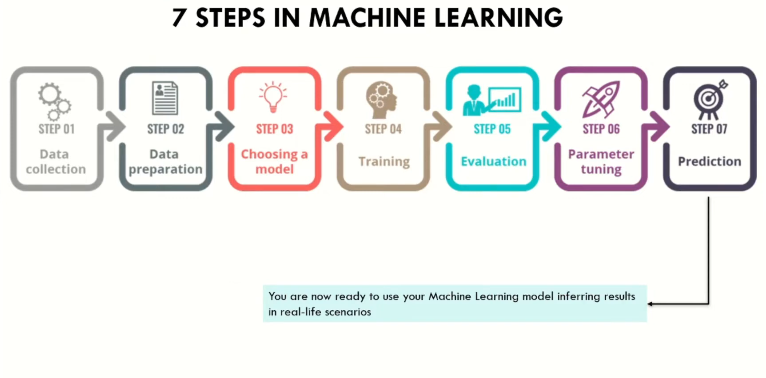 7 STEPS IN MACHINE LEARNING
STEP 01
Data
collection
STEP 02
Data
preparation
STEP 03
Choosing a
model
STEP 04
Training
STEP 05
Evaluation
STEP 06
Parameter
tuning
STEP 07
Prediction
You are now ready to use your Machine Learning model inferring results
in real-life scenarios